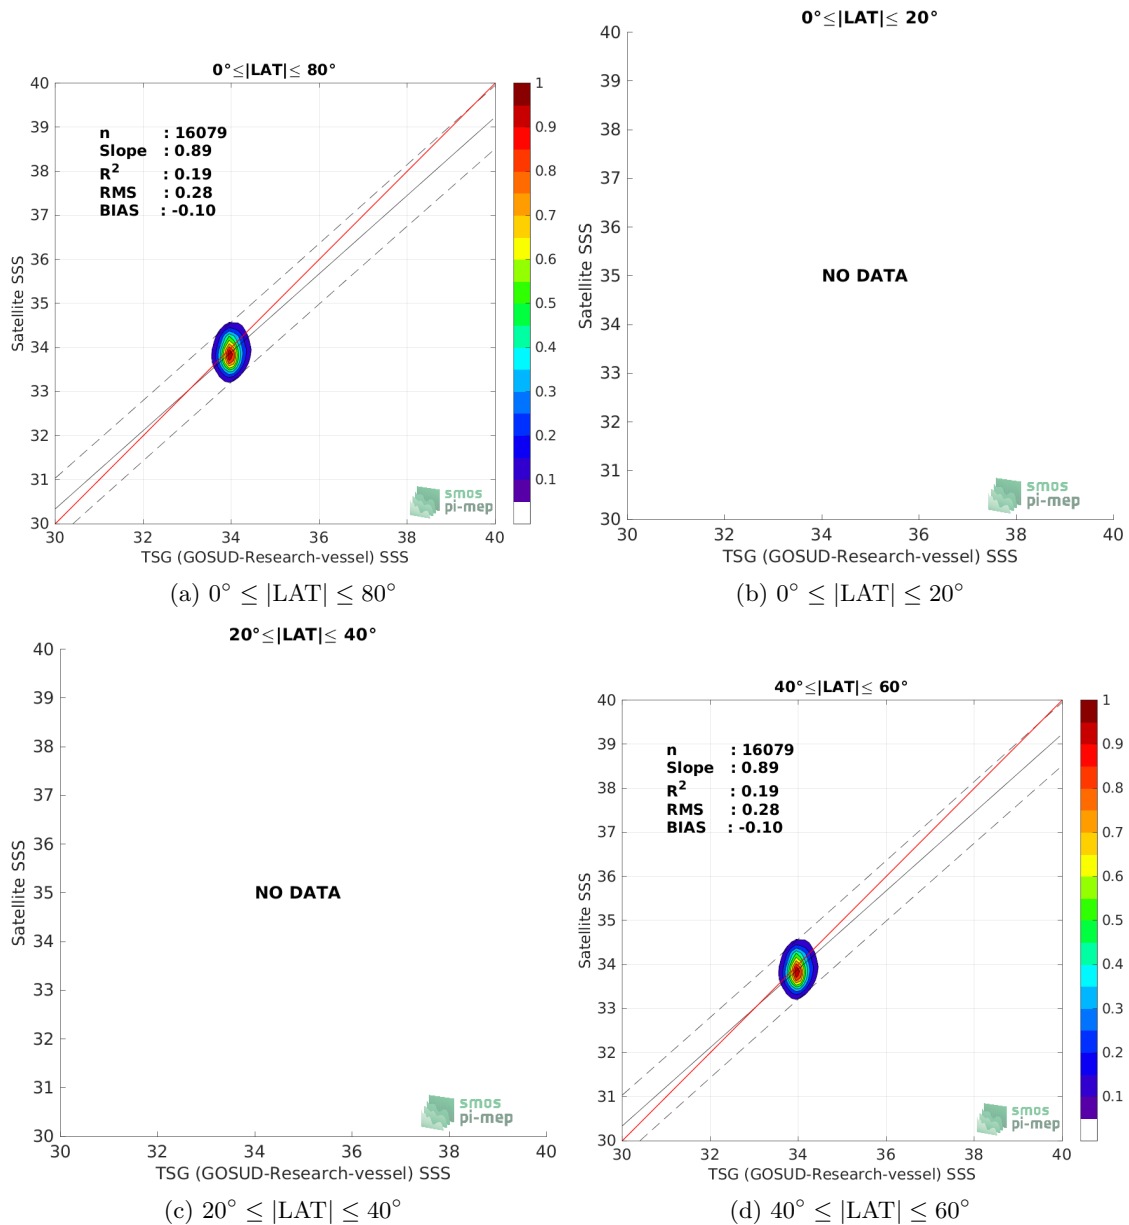 0°≤|LAT|≤ 80°
40
39
38
37
36
35
34
33
32
31
30
Satellite SSS
n : 16079
Slope : 0.89
R2 : 0.19
RMS : 0.28
BIAS : -0.10
1
0.9
0.8
0.7
0.6
0.5
0.4
0.3
0.2
0.1
smos
pi-mep
30 32 34 36 38 40
TSG (GOSUD-Research-vessel) SSS
(a) 0° ≤ |LAT| ≤ 80°
0°≤|LAT|≤ 20°
40
39
38
37
36
35
34
33
32
31
30
Satellite SSS
NO DATA
smos
pi-mep
30 32 34 36 38 40
TSG (GOSUD-Research-vessel) SSS
(b) 0° ≤ |LAT| ≤ 20°
20°≤|LAT|≤ 40°
40
39
38
37
36
35
34
33
32
31
30
Satellite SSS
NO DATA
smos
pi-mep
30 32 34 36 38 40
TSG (GOSUD-Research-vessel) SSS
(c) 20° ≤ |LAT| ≤ 40°
40°≤|LAT|≤ 60°
40
39
38
37
36
35
34
33
32
31
30
Satellite SSS
n : 16079
Slope : 0.89
R2 : 0.19
RMS : 0.28
BIAS : -0.10
1
0.9
0.8
0.7
0.6
0.5
0.4
0.3
0.2
0.1
smos
pi-mep
30 32 34 36 38 40
TSG (GOSUD-Research-vessel) SSS
(d) 40° ≤ |LAT| ≤ 60°